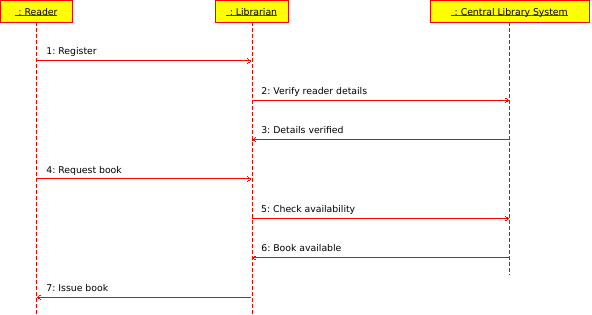 : Reader
: Librarian
: Central Library System
1: Register
2: Verify reader details
3: Details verified
4: Request book
5: Check availability
6: Book available
7: Issue book